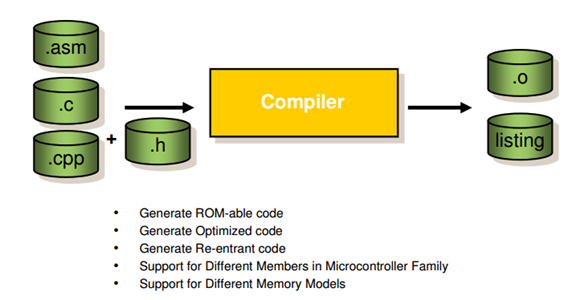 .asm
.c
.cpp
+
.h
Compiler
.o
listing
• Generate ROM-able code
• Generate Optimized code
• Generate Re-entrant code
• Support for Different Members in Microcontroller Family
• Support for Different Memory Models